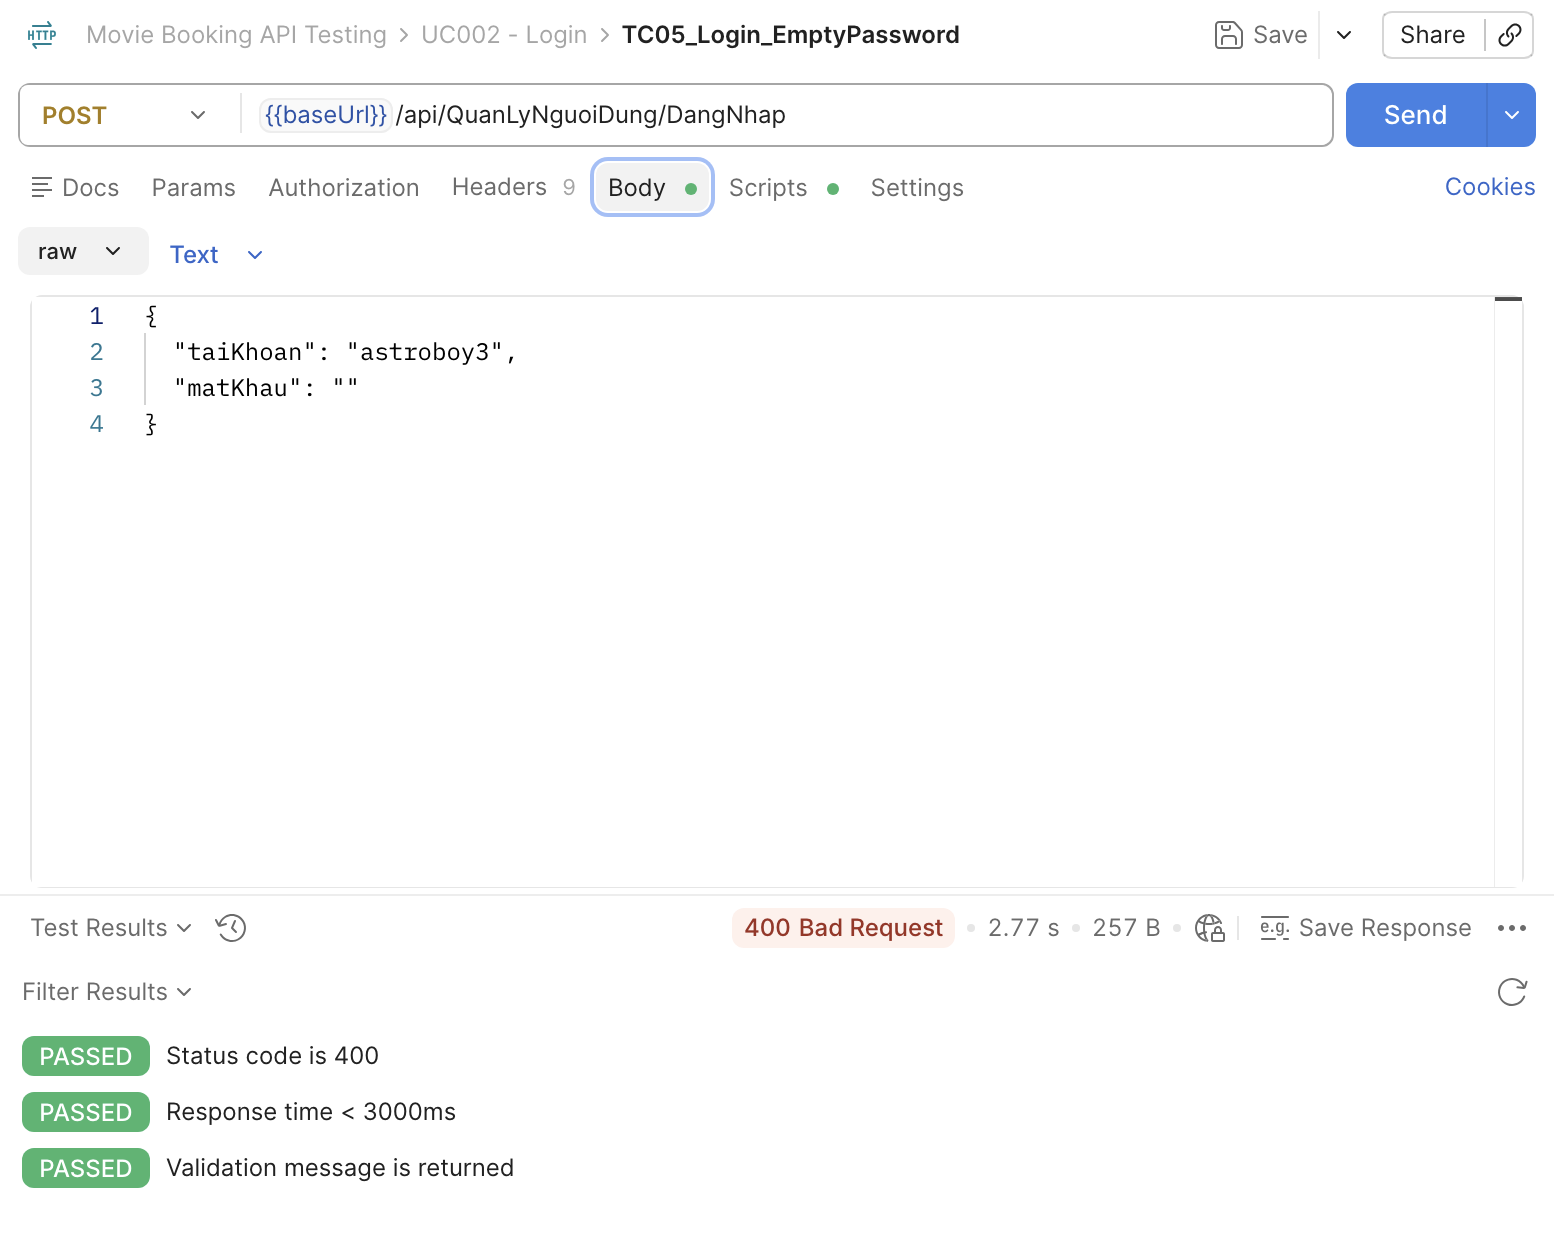 HTTP Movie Booking API Testing > UC002 - Login > TC05_Login_EmptyPassword Save Share
POST {{baseUrl}}/api/QuanLyNguoiDung/DangNhap Send
Docs Params Authorization Headers 9 Body Scripts Settings Cookies
raw Text
1 {
2 "taiKhoan": "astroboy3",
3 "matKhau": ""
4 }
Test Results 400 Bad Request 2.77 s 257 B e.g. Save Response
Filter Results
PASSED Status code is 400
PASSED Response time < 3000ms
PASSED Validation message is returned